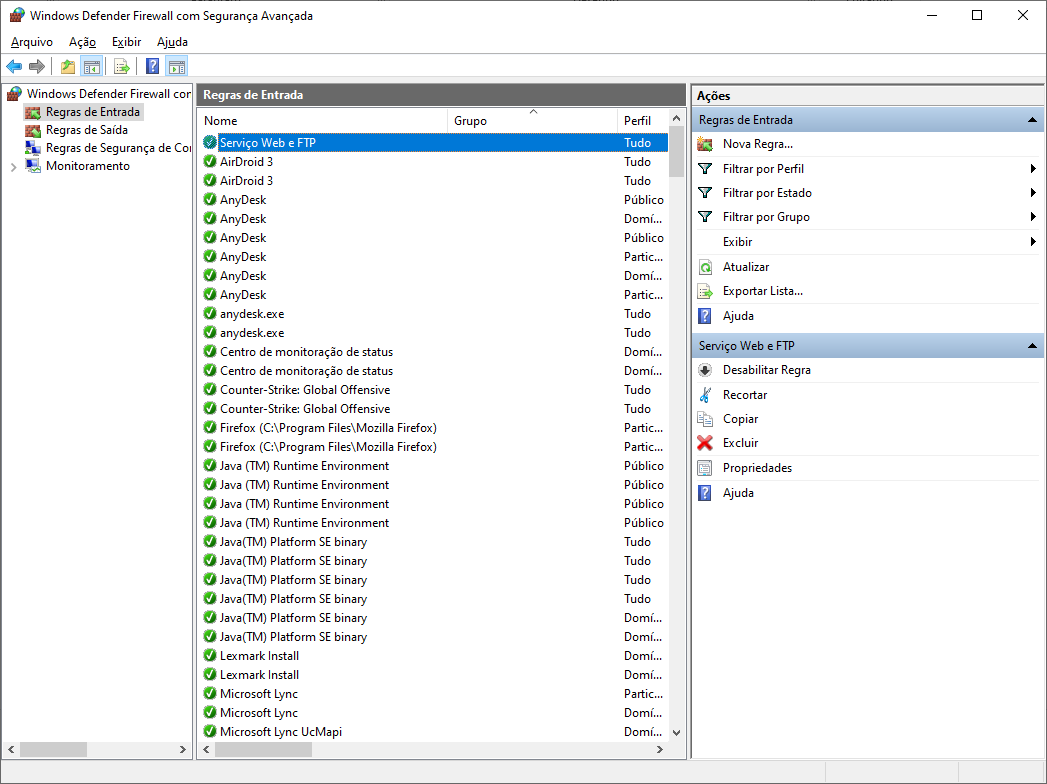 Windows Defender Firewall com Segurança Avançada
Arquivo Ação Exibir Ajuda
Windows Defender Firewall cor
Regras de Entrada
Regras de Saída
Regras de Segurança de Co
Monitoramento
Regras de Entrada
Nome Grupo Perfil
Serviço Web e FTP Tudo
AirDroid 3 Tudo
AirDroid 3 Tudo
AnyDesk Público
AnyDesk Domí...
AnyDesk Público
AnyDesk Partic...
AnyDesk Domí...
AnyDesk Partic...
anydesk.exe Tudo
anydesk.exe Tudo
Centro de monitoração de status Domí...
Centro de monitoração de status Domí...
Counter-Strike: Global Offensive Tudo
Counter-Strike: Global Offensive Tudo
Firefox (C:\Program Files\Mozilla Firefox) Partic...
Firefox (C:\Program Files\Mozilla Firefox) Partic...
Java (TM) Runtime Environment Público
Java (TM) Runtime Environment Público
Java (TM) Runtime Environment Público
Java (TM) Runtime Environment Público
Java(TM) Platform SE binary Tudo
Java(TM) Platform SE binary Tudo
Java(TM) Platform SE binary Tudo
Java(TM) Platform SE binary Tudo
Java(TM) Platform SE binary Domí...
Java(TM) Platform SE binary Domí...
Lexmark Install Domí...
Lexmark Install Domí...
Microsoft Lync Partic...
Microsoft Lync Domí...
Microsoft Lync UcMapi Domí...
Ações
Regras de Entrada
Nova Regra...
Filtrar por Perfil
Filtrar por Estado
Filtrar por Grupo
Exibir
Atualizar
Exportar Lista...
Ajuda
Serviço Web e FTP
Desabilitar Regra
Recortar
Copiar
Excluir
Propriedades
Ajuda